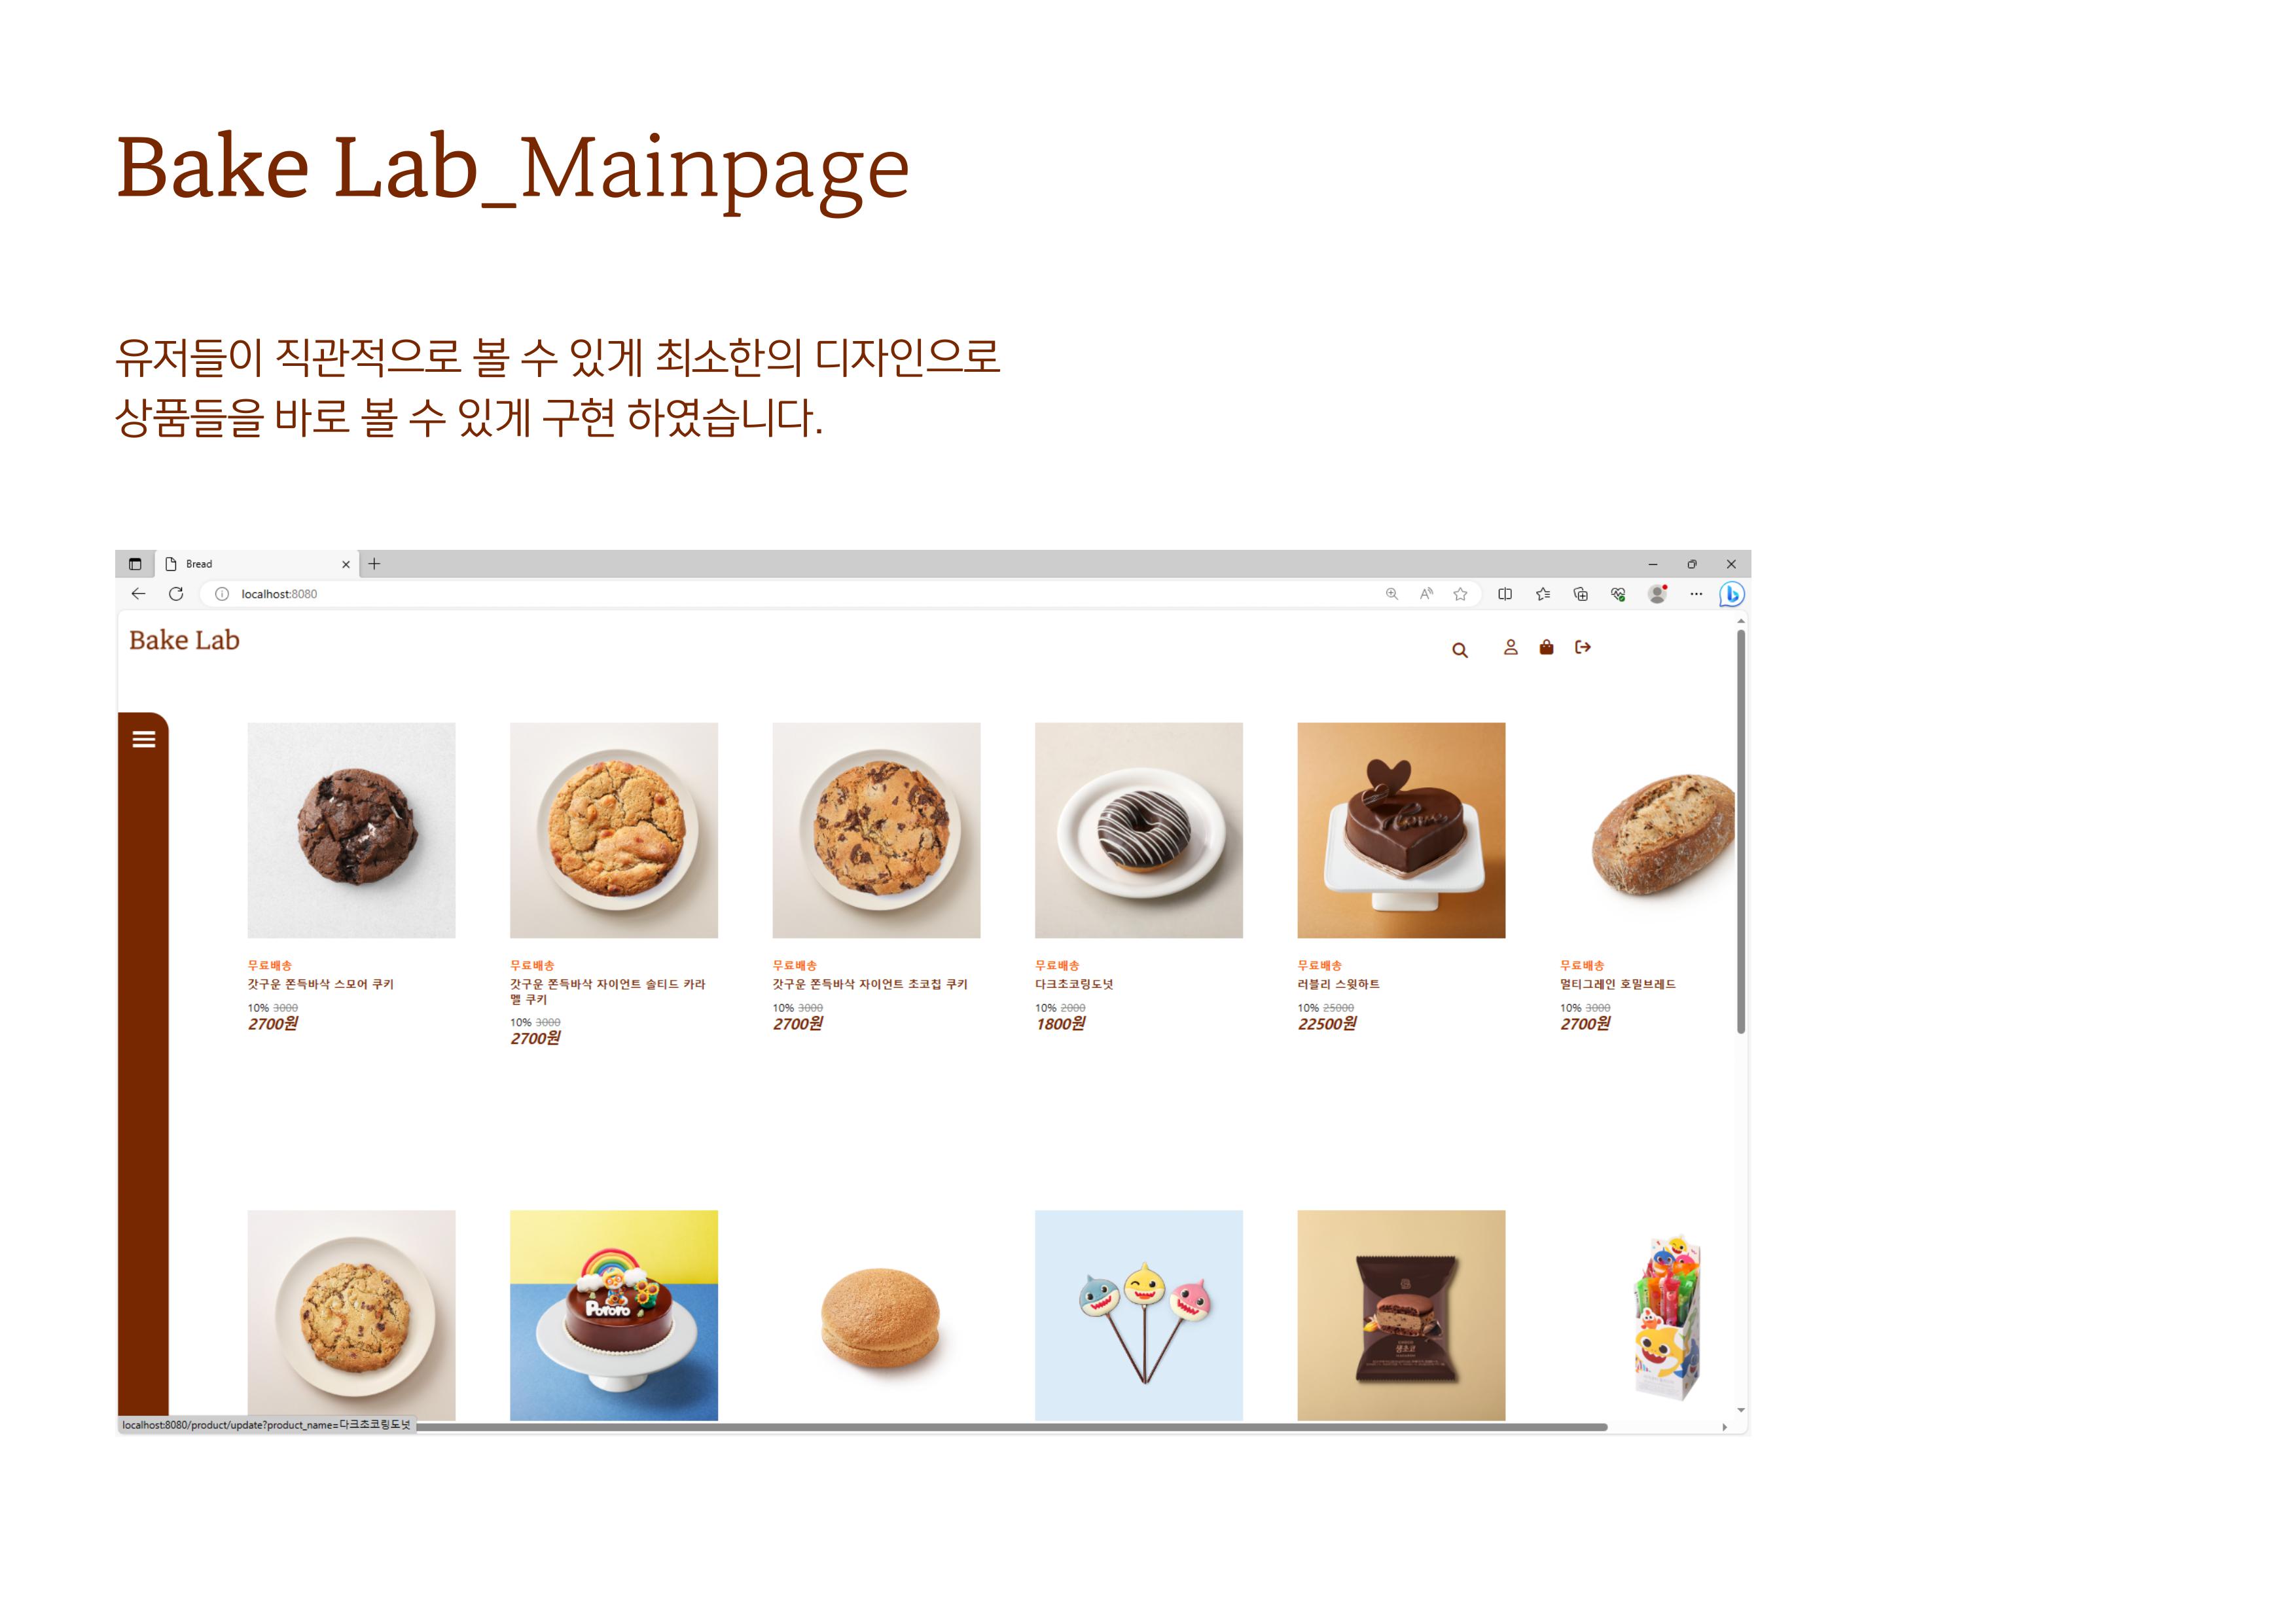 Bake Lab_Mainpage
유저들이 직관적으로 볼 수 있게 최소한의 디자인으로
상품들을 바로 볼 수 있게 구현 하였습니다.
Bread
localhost:8080
Bake Lab
무료배송
갓구운 쫀득바삭 스모어 쿠키
10% 3000
2700원
무료배송
갓구운 쫀득바삭 자이언트 솔티드 카라
멜 쿠키
10% 3000
2700원
무료배송
갓구운 쫀득바삭 자이언트 초코칩 쿠키
10% 3000
2700원
무료배송
다크초코링도넛
10% 2000
1800원
무료배송
러블리 스윗하트
10% 25000
22500원
무료배송
멀티그레인 호밀브레드
10% 3000
2700원
Pororo
생초코
localhost:8080/product/update?product_name=다크초코링도넛